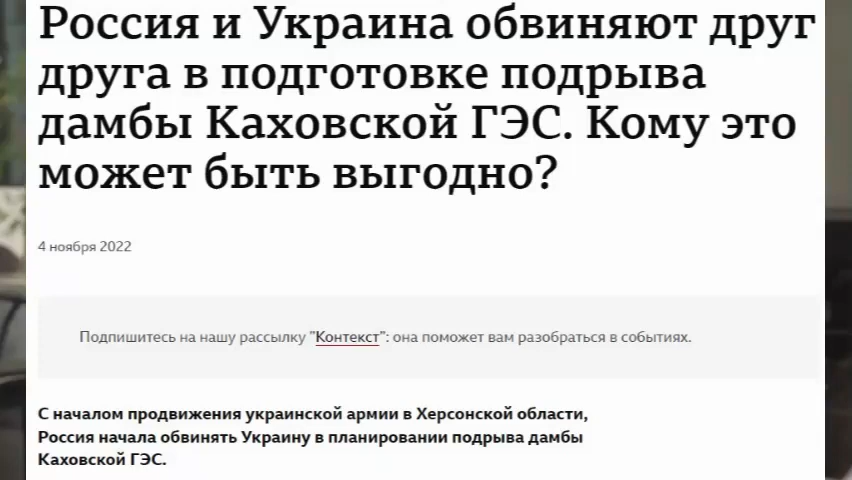 Россия и Украина обвиняют друг
друга в подготовке подрыва
дамбы Каховской ГЭС. Кому это
может быть выгодно?
4 ноября 2022
Подпишитесь на нашу рассылку "Контекст": она поможет вам разобраться в событиях.
С началом продвижения украинской армии в Херсонской области,
Россия начала обвинять Украину в планировании подрыва дамбы
Каховской ГЭС.